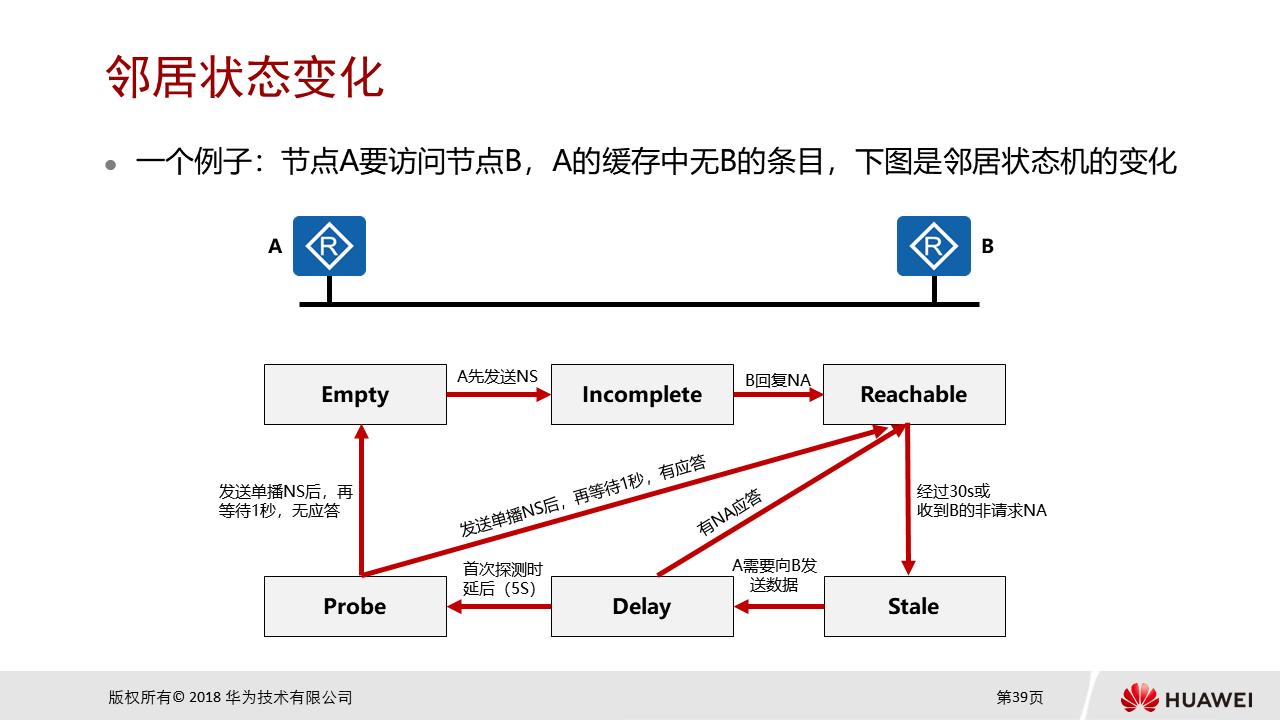 邻居状态变化
一个例子：节点A要访问节点B，A的缓存中无B的条目，下图是邻居状态机的变化
A
R
R
B
Empty
A先发送NS
Incomplete
B回复NA
Reachable
发送单播NS后，再
等待1秒，无应答
发送单播NS后，再等待1秒，有应答
有NA应答
经过30s或
收到B的非请求NA
Probe
首次探测时
延后（5S）
Delay
A需要向B发
送数据
Stale
版权所有© 2018 华为技术有限公司
第39页
HUAWEI